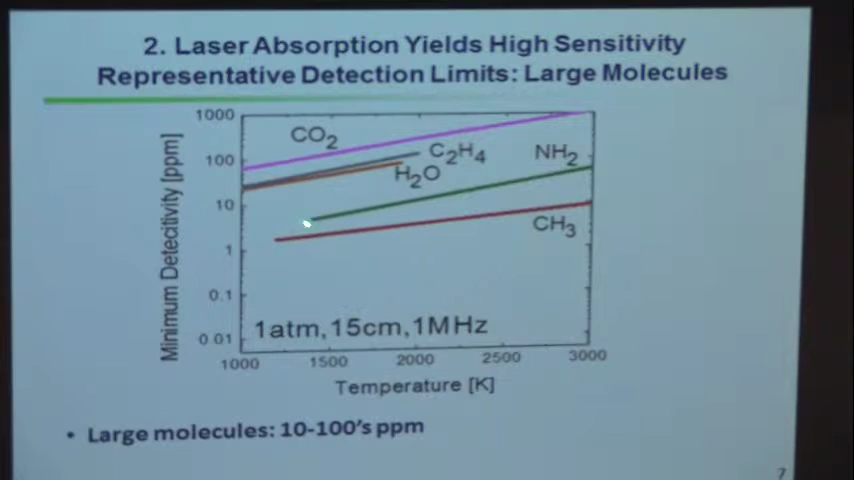 2. Laser Absorption Yields High Sensitivity
Representative Detection Limits: Large Molecules
1000
100
10
1
0.1
0.01
Minimum Detecitivity [ppm]
CO2
C2H4
H2O
NH2
CH3
1atm,15cm,1MHz
1000 1500 2000 2500 3000
Temperature [K]
• Large molecules: 10-100's ppm
7